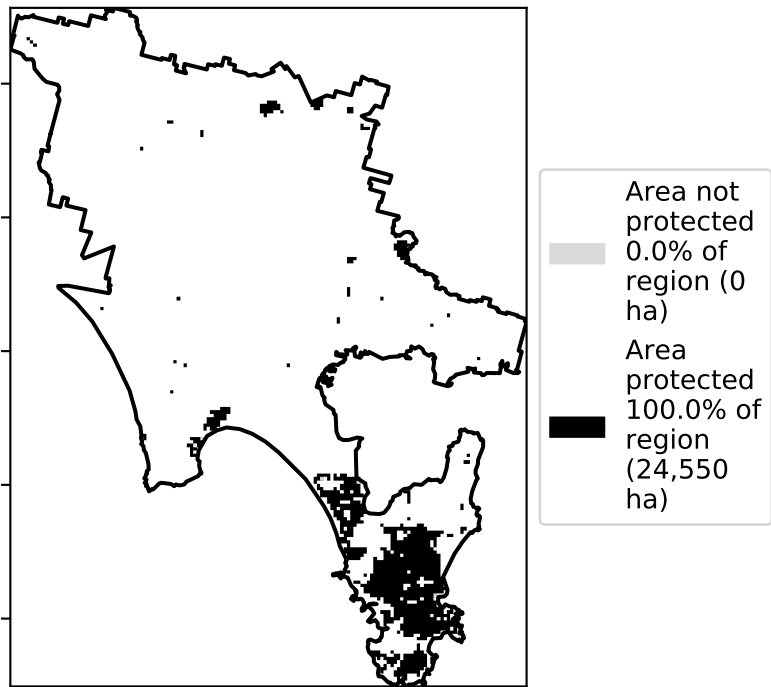 Area not
protected
0.0% of
region (0
ha)
Area
protected
100.0% of
region
(24,550
ha)